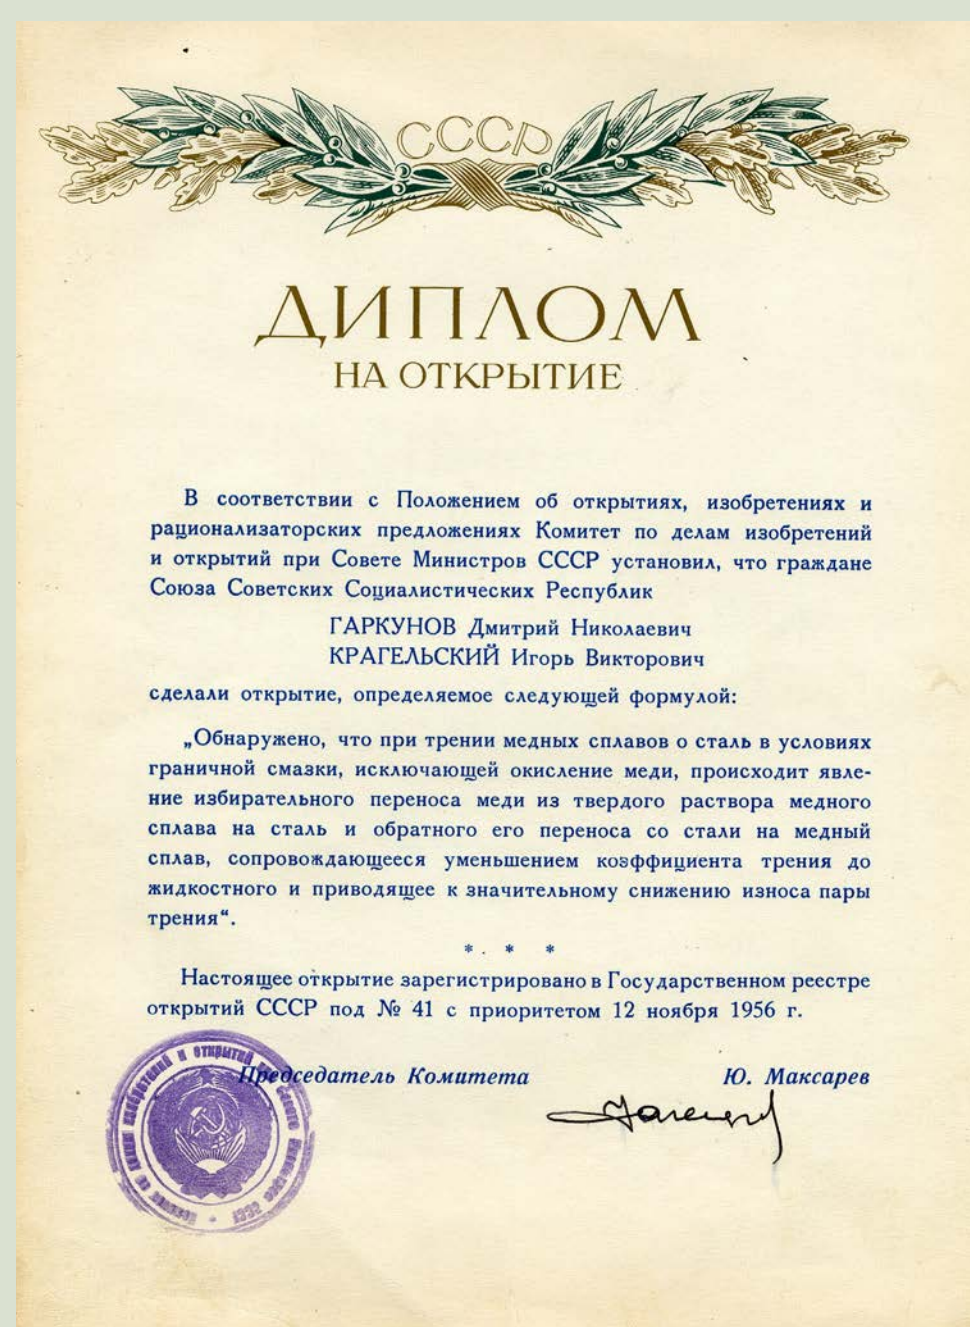 СССР
ДИПЛОМ
НА ОТКРЫТИЕ
В соответствии с Положением об открытиях, изобретениях и
рационализаторских предложениях Комитет по делам изобретений
и открытий при Совете Министров СССР установил, что граждане
Союза Советских Социалистических Республик
ГАРКУНОВ Дмитрий Николаевич
КРАГЕЛЬСКИЙ Игорь Викторович
сделали открытие, определяемое следующей формулой:
„Обнаружено, что при трении медных сплавов о сталь в условиях
граничной смазки, исключающей окисление меди, происходит явле-
ние избирательного переноса меди из твердого раствора медного
сплава на сталь и обратного его переноса со стали на медный
сплав, сопровождающееся уменьшением коэффициента трения до
жидкостного и приводящее к значительному снижению износа пары
трения“.
* * *
Настоящее открытие зарегистрировано в Государственном реестре
открытий СССР под № 41 с приоритетом 12 ноября 1956 г.
Председатель Комитета Ю. Максарев
изобретений и открытий
СССР